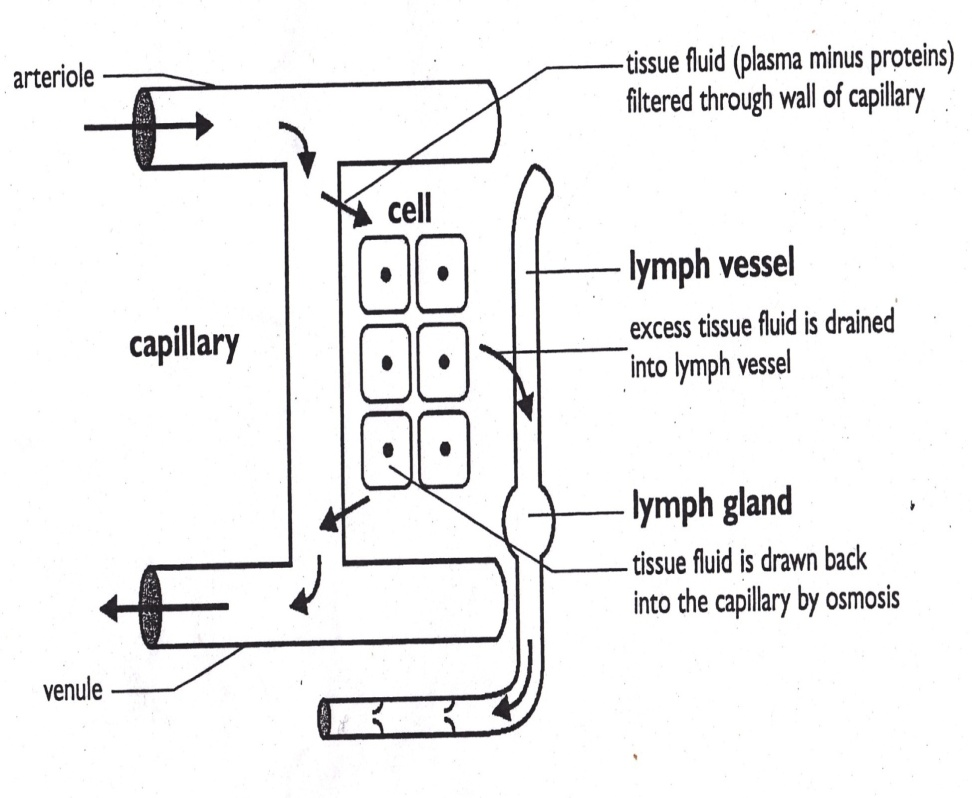 arteriole
tissue fluid (plasma minus proteins)
filtered through wall of capillary
cell
lymph vessel
capillary
excess tissue fluid is drained
into lymph vessel
lymph gland
tissue fluid is drawn back
into the capillary by osmosis
venule